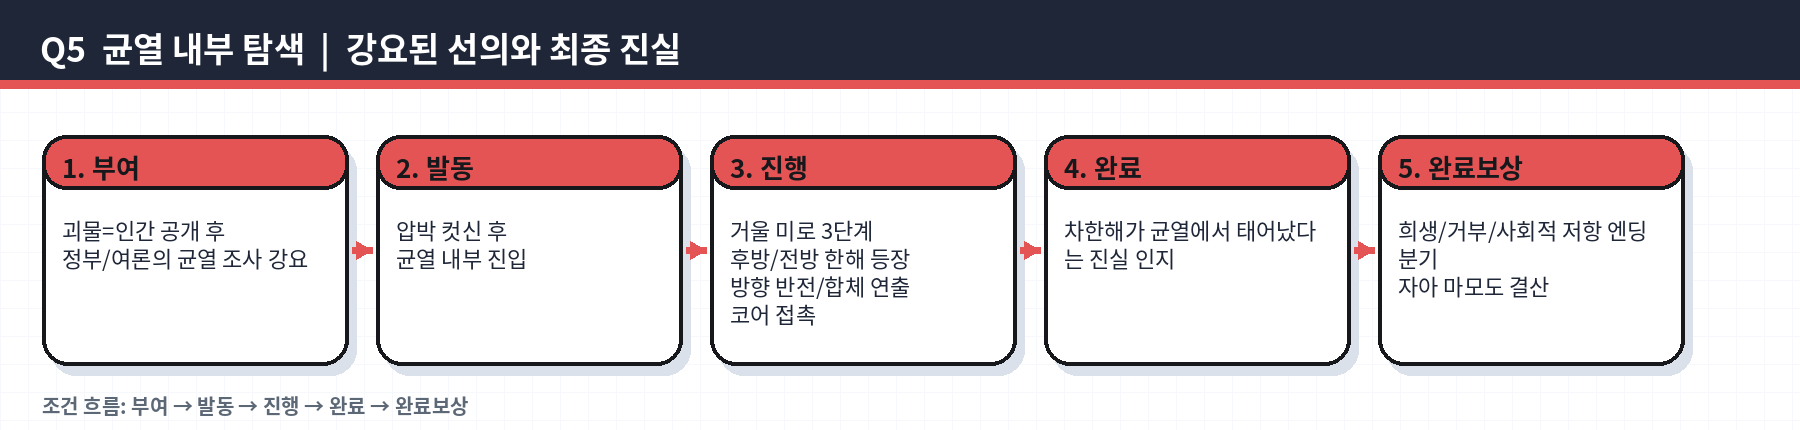 Q5 균열 내부 탐색 | 강요된 선의와 최종 진실
1. 부여
괴물=인간 공개 후
정부/여론의 균열 조사 강요
2. 발동
압박 컷신 후
균열 내부 진입
3. 진행
거울 미로 3단계
후방/전방 한해 등장
방향 반전/합체 연출
코어 접촉
4. 완료
차한해가 균열에서 태어났다
는 진실 인지
5. 완료보상
희생/거부/사회적 저항 엔딩
분기
자아 마모도 결산
조건 흐름: 부여 → 발동 → 진행 → 완료 → 완료보상